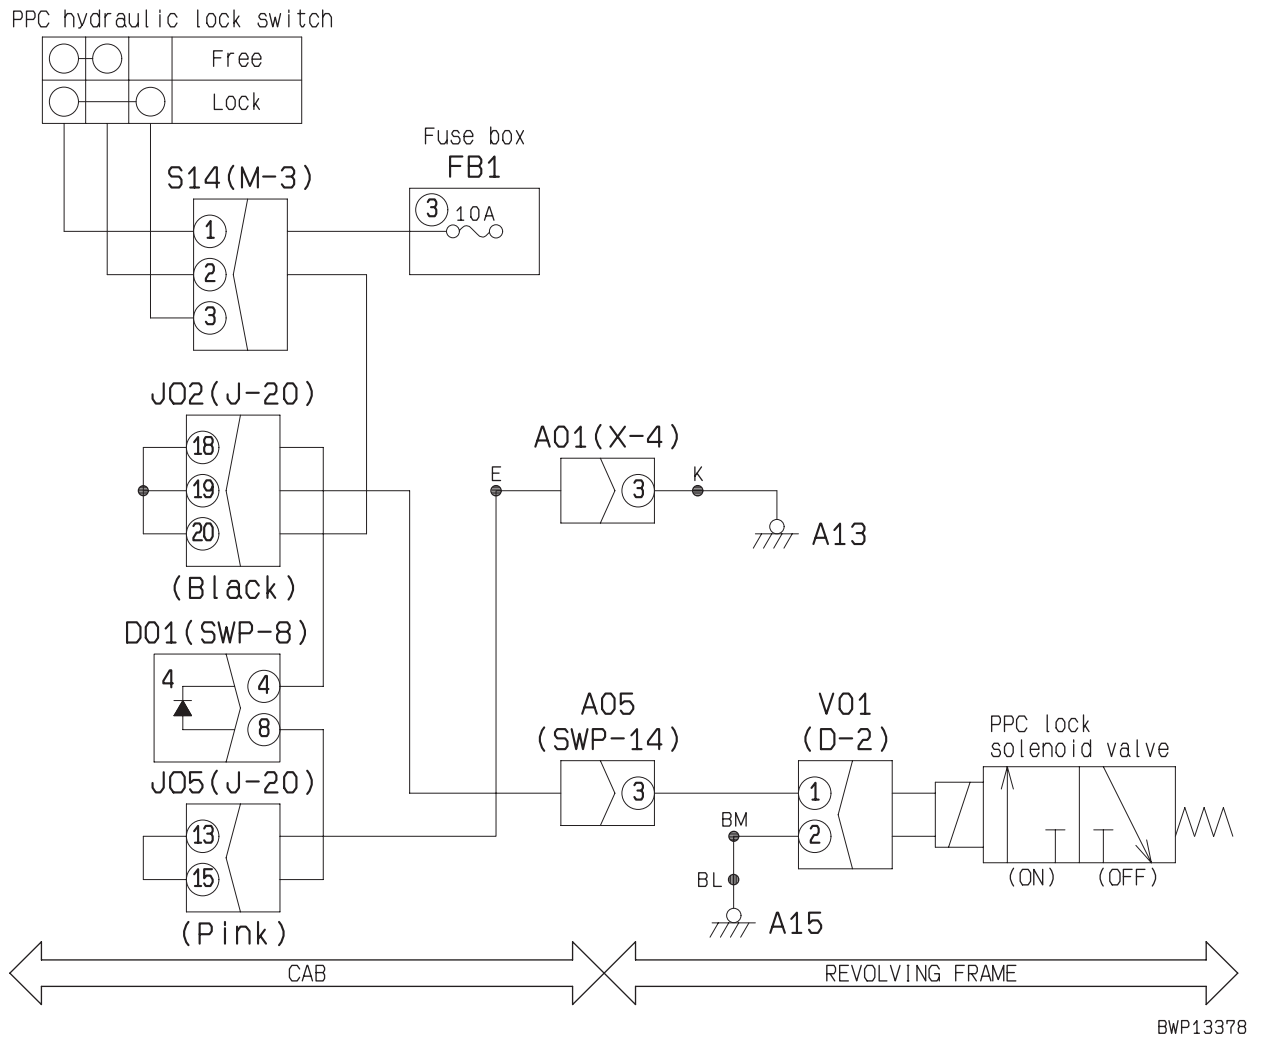 PPC hydraulic lock switch
Free
Lock
Fuse box
FB1
S14(M-3)
3
10A
1
2
3
J02(J-20)
18
19
20
(Black)
A01(X-4)
E
3
K
A13
D01(SWP-8)
4
4
8
J05(J-20)
13
15
(Pink)
A05
(SWP-14)
3
V01
(D-2)
1
2
BM
BL
A15
PPC lock
solenoid valve
(ON)
(OFF)
CAB
REVOLVING FRAME
BWP13378